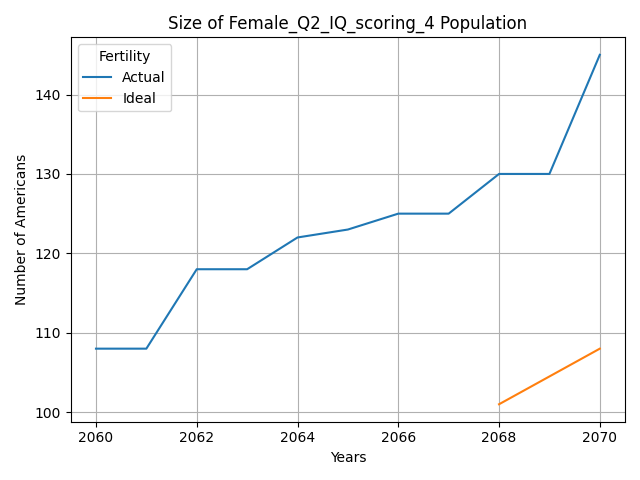 Size of Female_Q2_IQ_scoring_4 Population
Fertility
Actual
Ideal
Number of Americans
140
130
120
110
100
2060
2062
2064
2066
2068
2070
Years